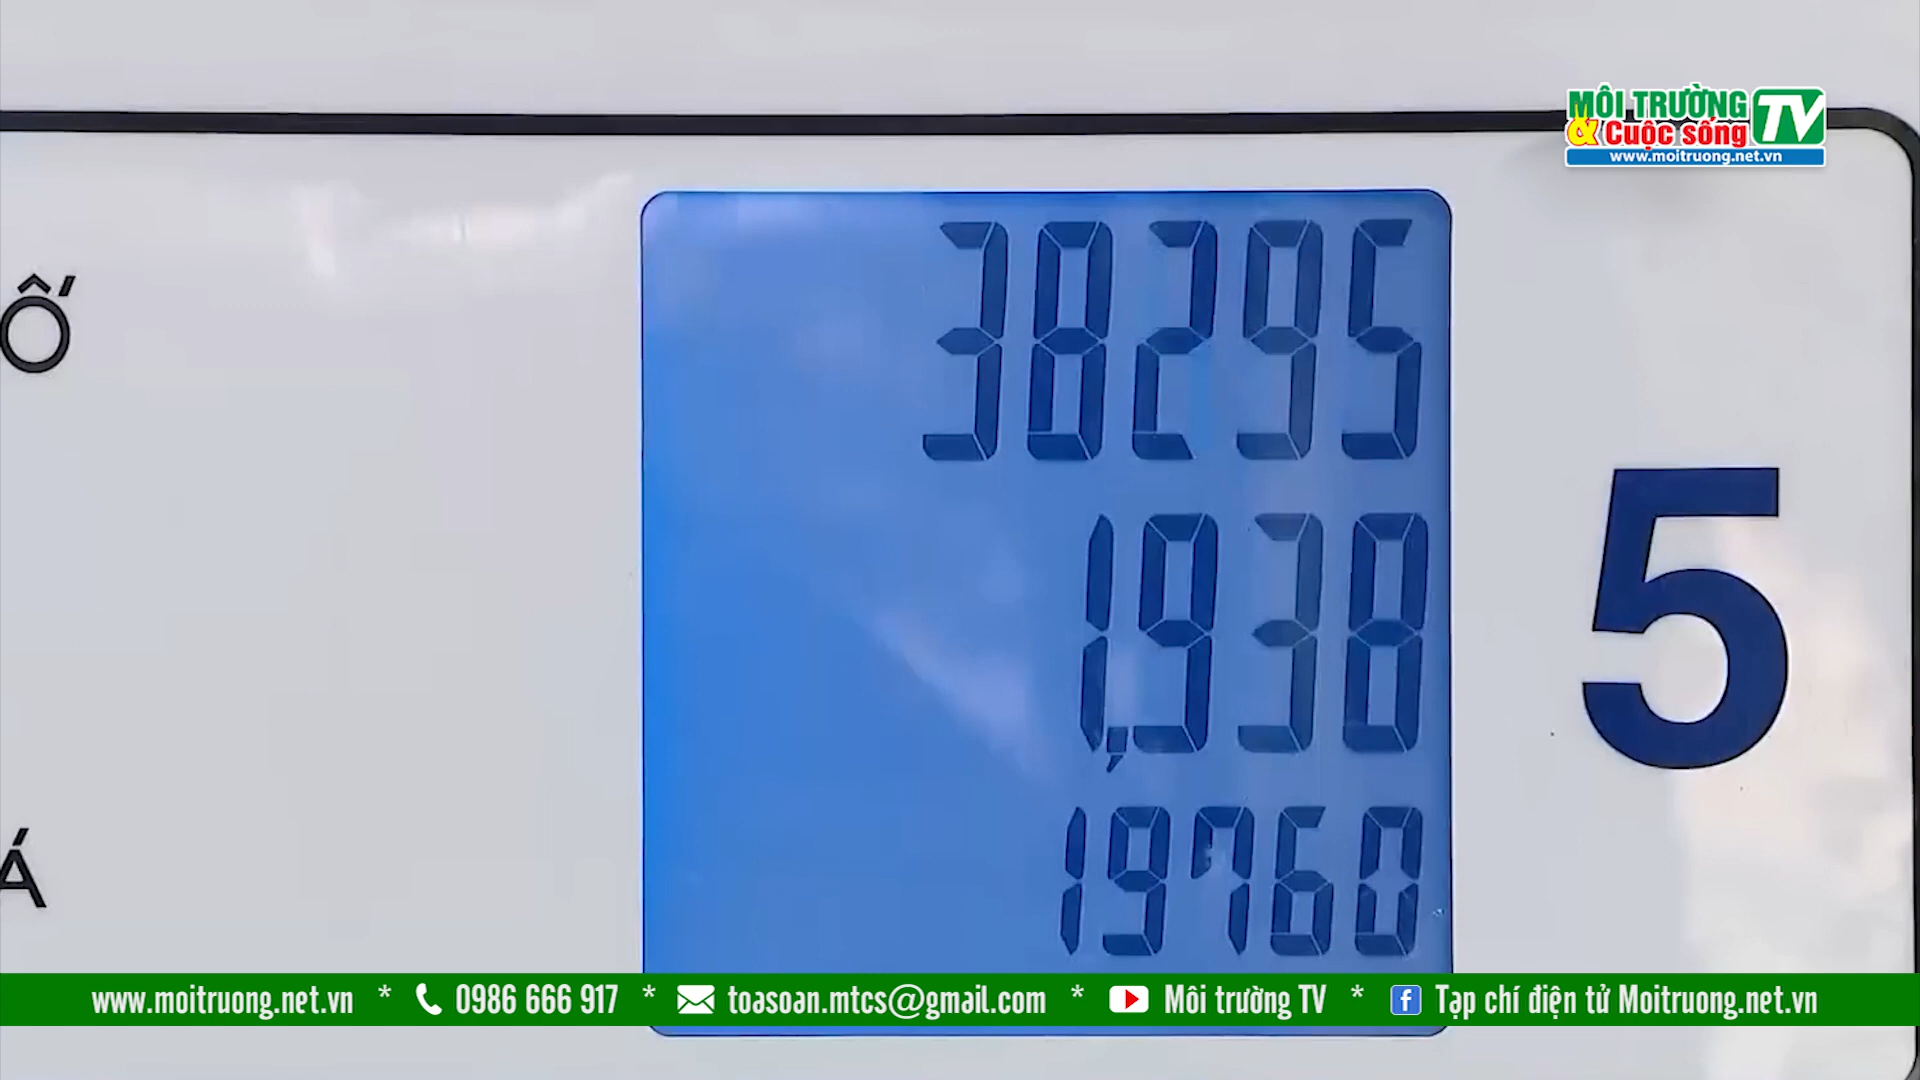 MÔI TRƯỜNG
& Cuộc sống TV
www.moitruong.net.vn
Ố
38295
1,938
5
19760
Á
www.moitruong.net.vn * 0986 666 917 * toasoan.mtcs@gmail.com * Môi trường TV * Tạp chí điện tử Moitruong.net.vn